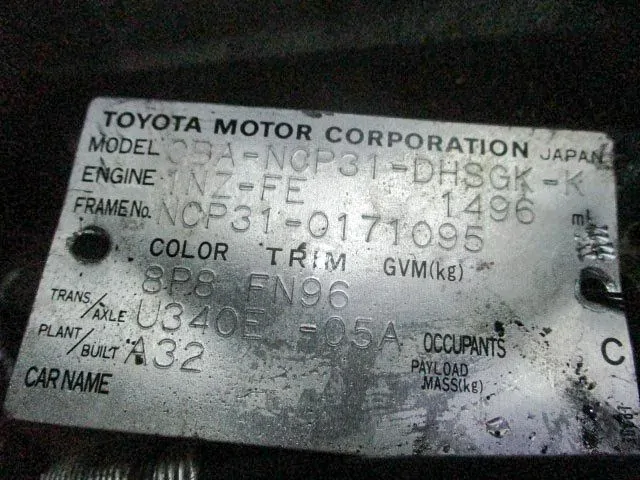 TOYOTA MOTOR CORPORATION JAPAN
MODEL CBA-NCP31-DHSGK-K
ENGINE 1NZ-FE 1496 mL
FRAME No. NCP31-0171095
COLOR TRIM GVM(kg)
8P8 FN96
TRANS/AXLE U340E -05A
PLANT/BUILT A32 OCCUPANTS C
CAR NAME PAYLOAD MASS(kg)